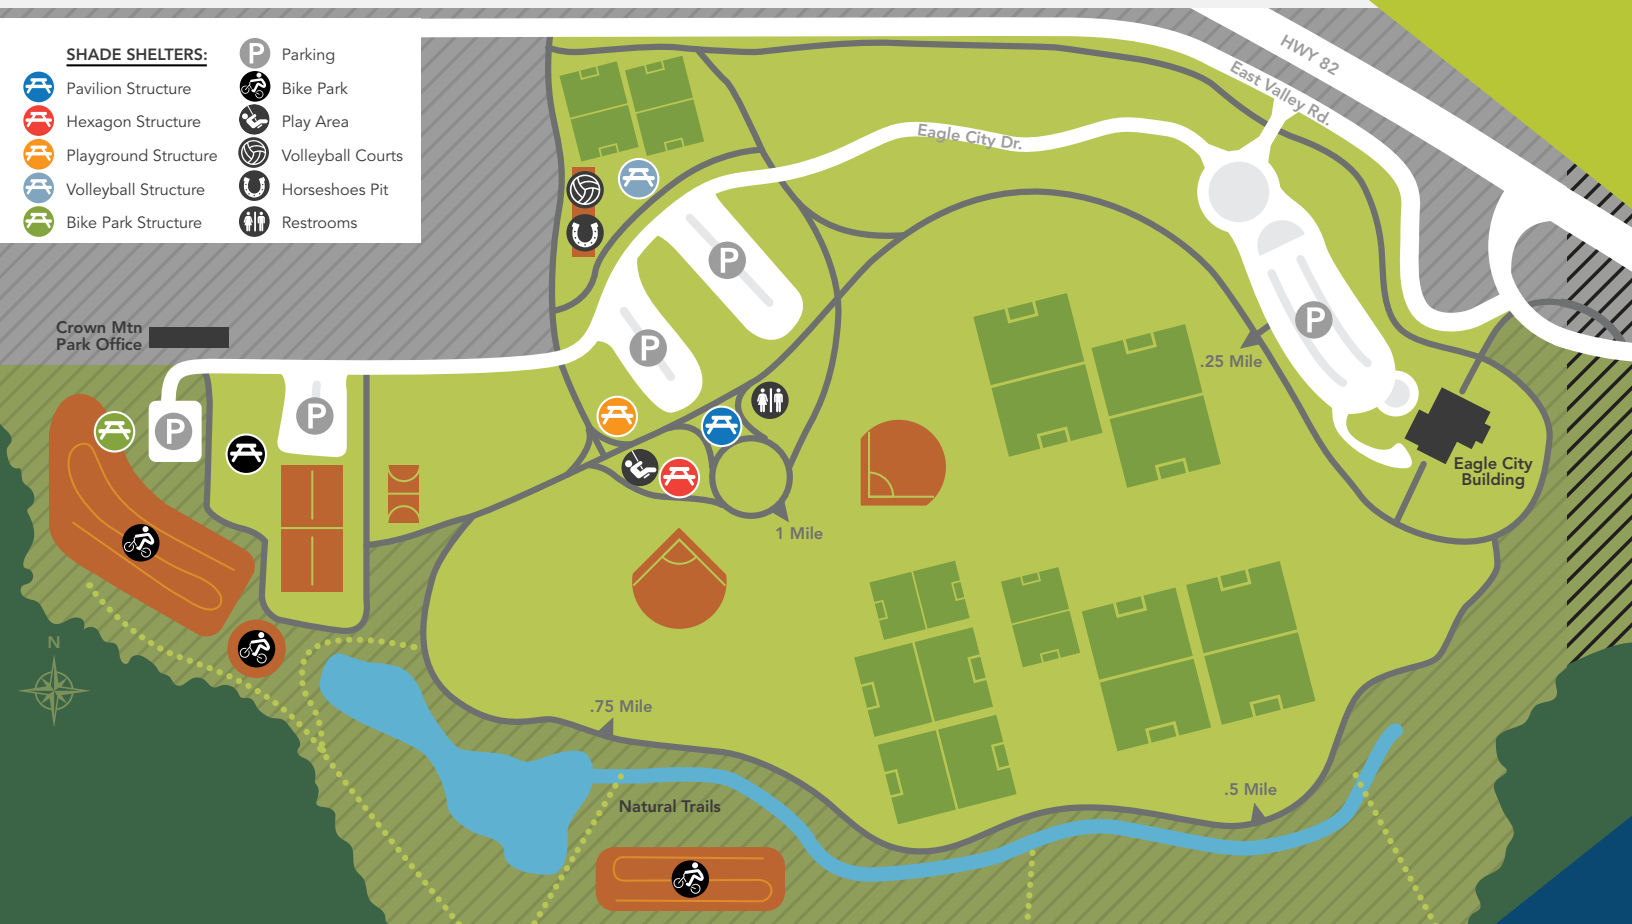 SHADE SHELTERS:
Pavilion Structure
Hexagon Structure
Playground Structure
Volleyball Structure
Bike Park Structure
P Parking
Bike Park
Play Area
Volleyball Courts
Horseshoes Pit
Restrooms
HWY 82
East Valley Rd.
Eagle City Dr.
P
P
P
Crown Mtn
Park Office
.25 Mile
P
P
Eagle City
Building
1 Mile
N
.75 Mile
.5 Mile
Natural Trails